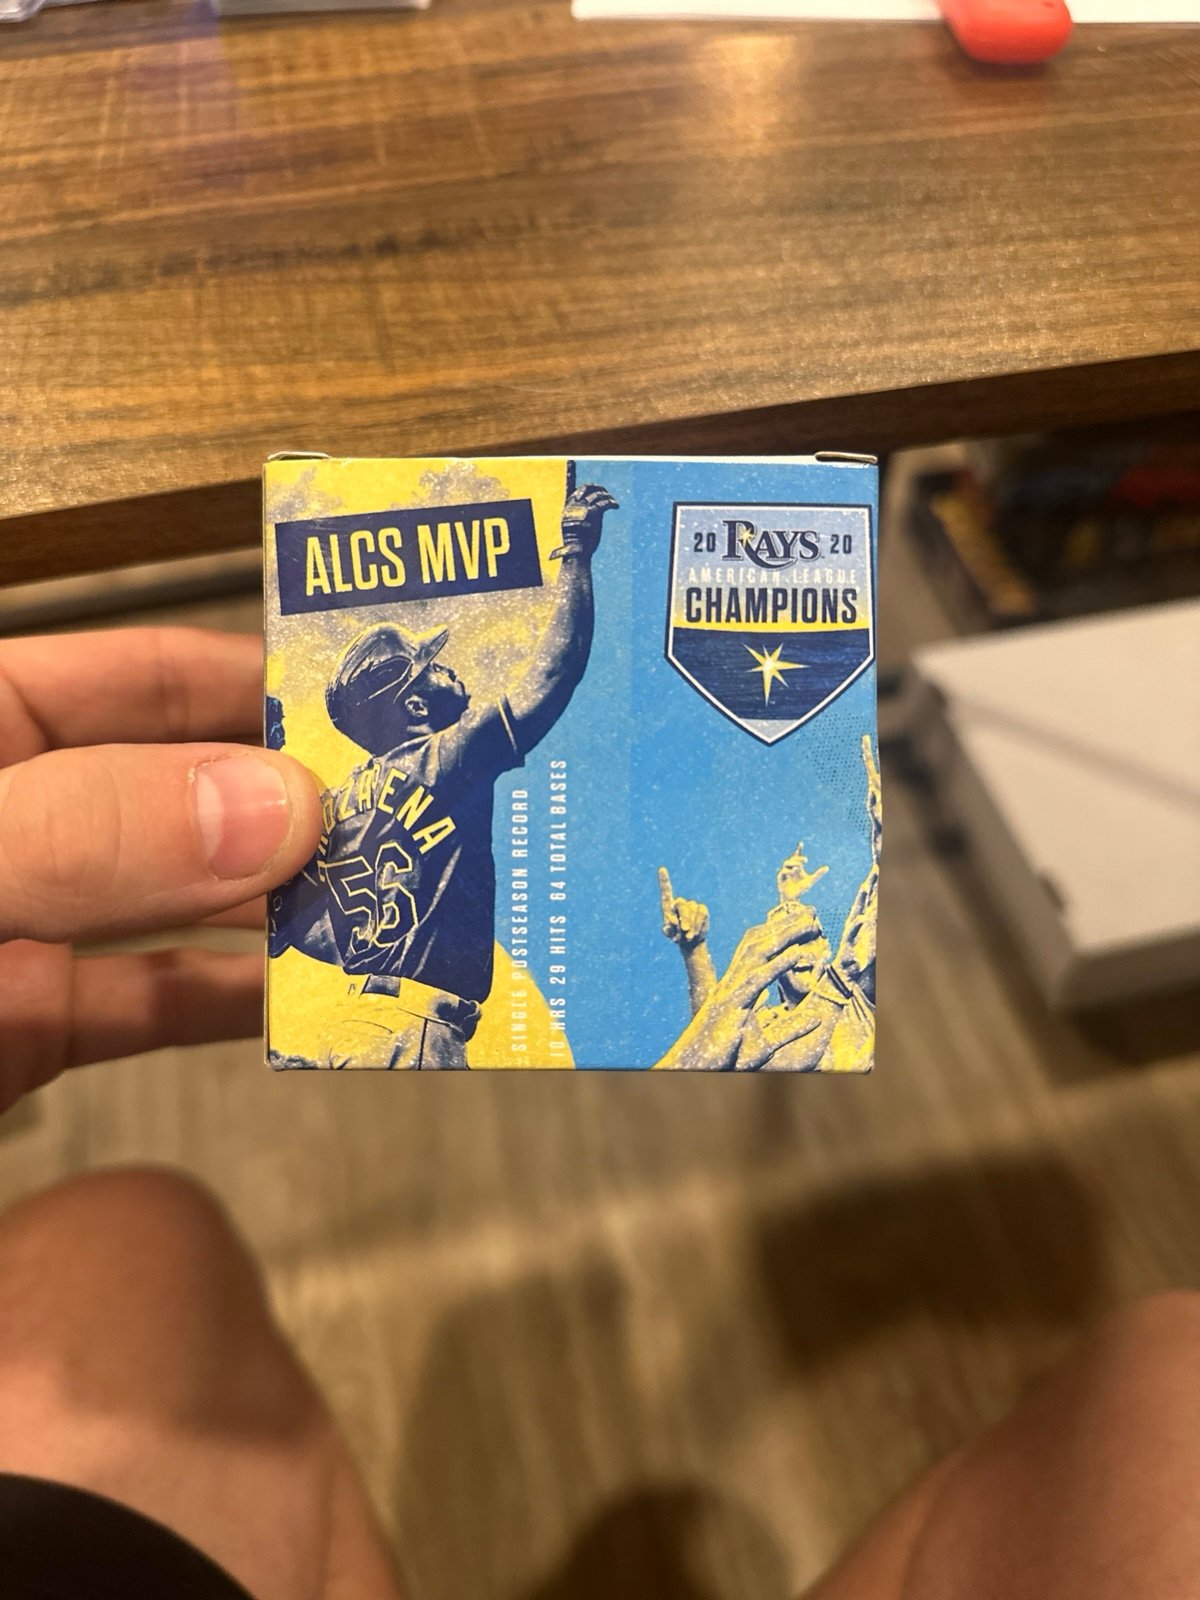 ALCS MVP
20 RAYS 20
AMERICAN LEAGUE
CHAMPIONS
56
SINGLE POSTSEASON RECORD
10 HRS 29 HITS 64 TOTAL BASES